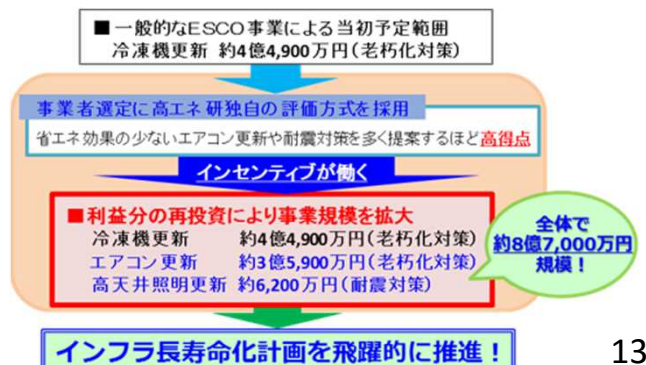 ■一般的なESCO事業による当初予定範囲
冷凍機更新 約4億4,900万円(老朽化対策)
事業者選定に高エネ研独自の評価方式を採用
省エネ効果の少ないエアコン更新や耐震対策を多く提案するほど高得点
インセンティブが働く
■利益分の再投資により事業規模を拡大
冷凍機更新 約4億4,900万円(老朽化対策)
エアコン更新 約3億5,900万円(老朽化対策)
高天井照明更新 約6,200万円(耐震対策)
全体で
約8億7,000万円
規模！
インフラ長寿命化計画を飛躍的に推進！
13